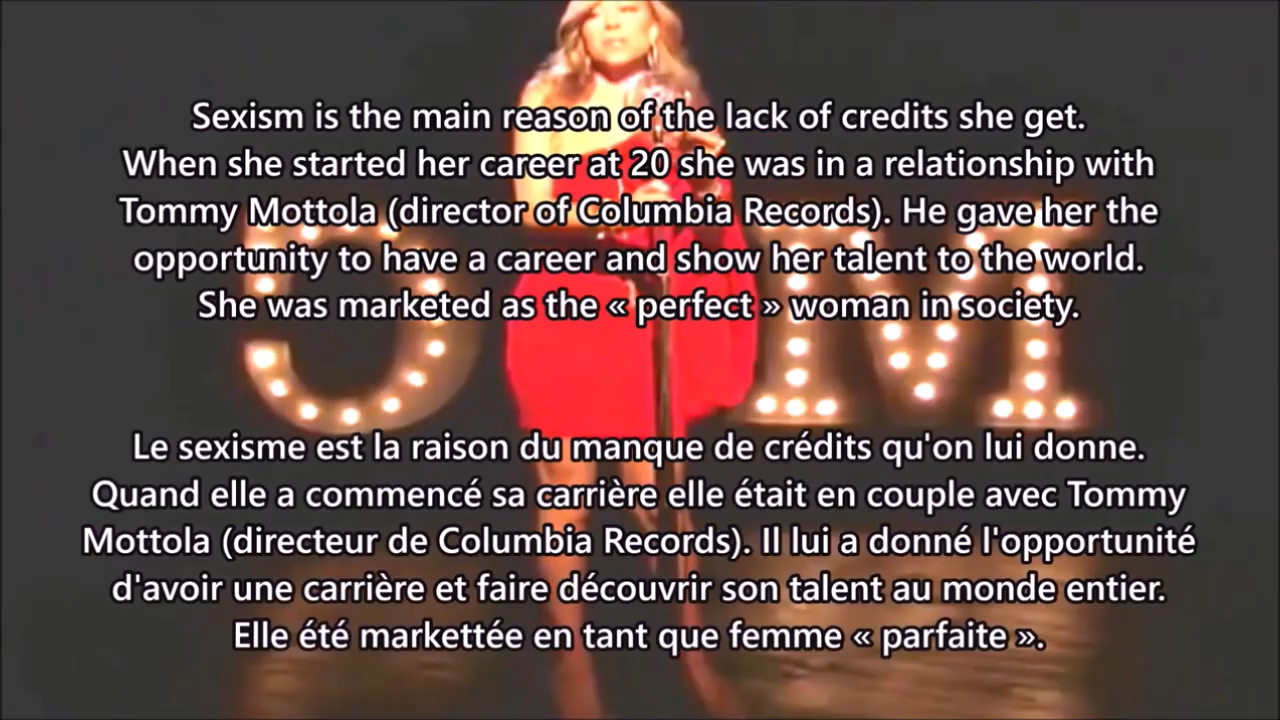 Sexism is the main reason of the lack of credits she get.
When she started her career at 20 she was in a relationship with
Tommy Mottola (director of Columbia Records). He gave her the
opportunity to have a career and show her talent to the world.
She was marketed as the « perfect » woman in society.
Le sexisme est la raison du manque de crédits qu'on lui donne.
Quand elle a commencé sa carrière elle était en couple avec Tommy
Mottola (directeur de Columbia Records). Il lui a donné l'opportunité
d'avoir une carrière et faire découvrir son talent au monde entier.
Elle été markettée en tant que femme « parfaite ».